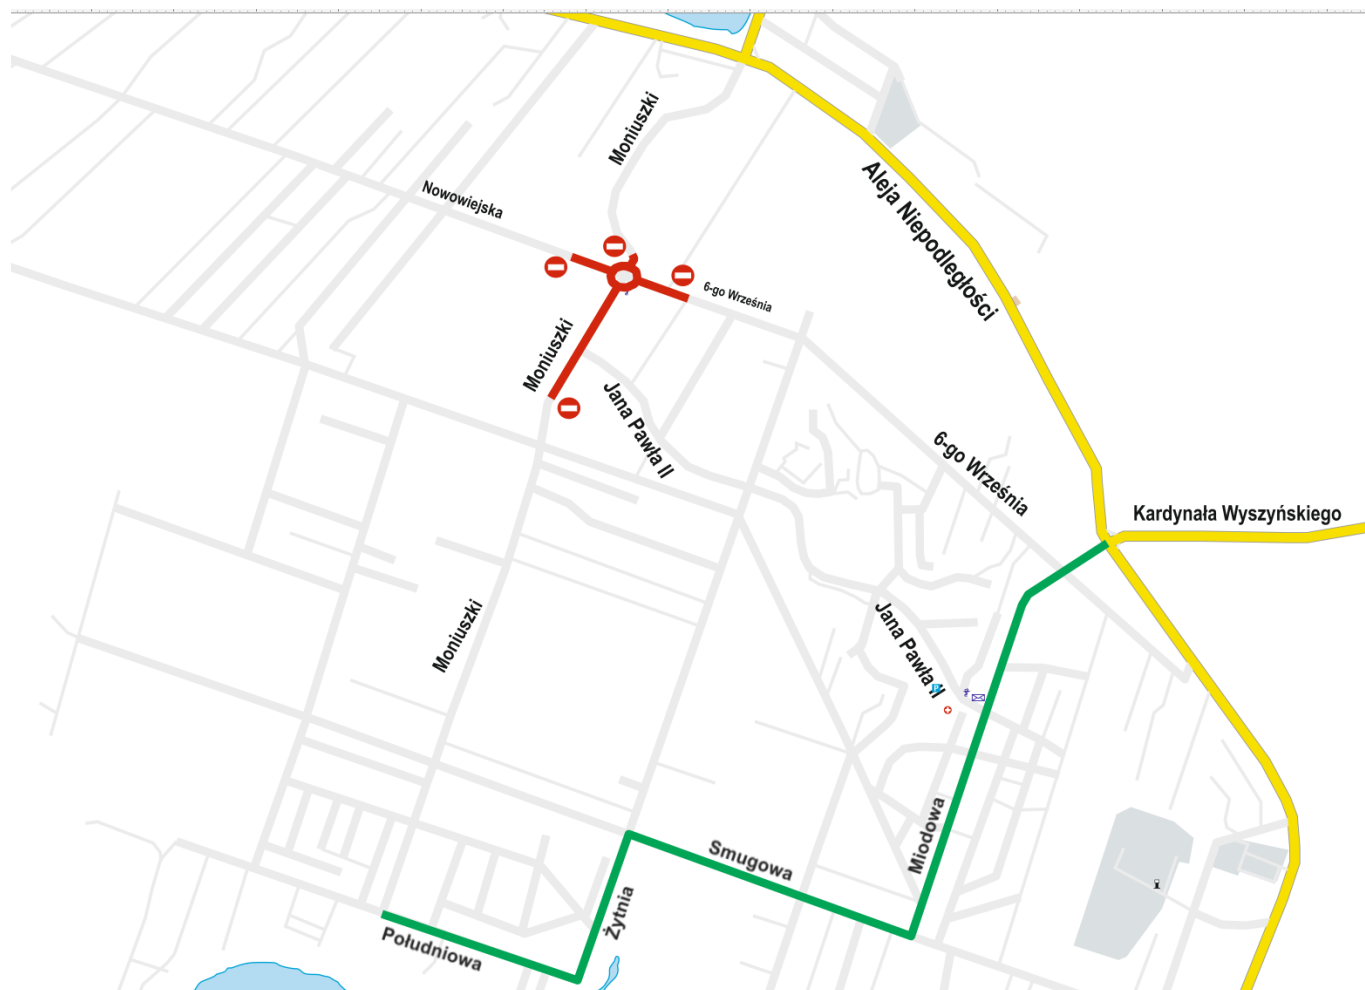 Moniuszki
Aleja Niepodległości
Nowowiejska
6-go Września
Moniuszki
Jana Pawła II
6-go Września
Kardynała Wyszyńskiego
Moniuszki
Jana Pawła II
P
Miodowa
Smugowa
Żytnia
Południowa